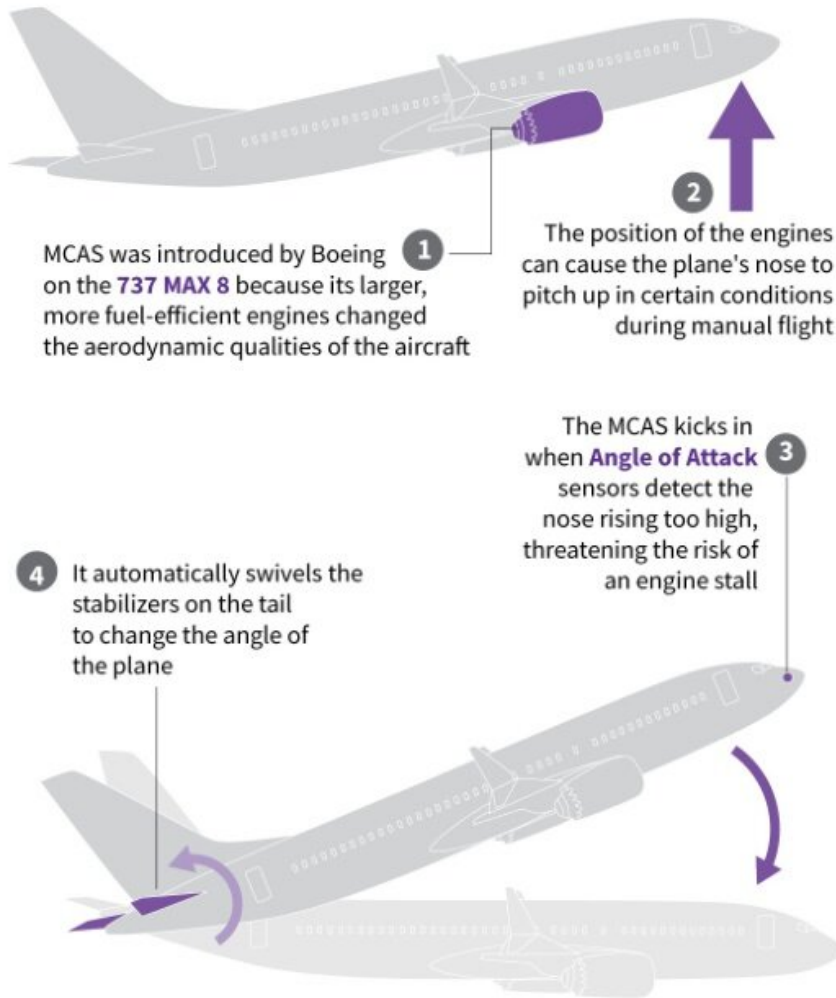 1
MCAS was introduced by Boeing
on the 737 MAX 8 because its larger,
more fuel-efficient engines changed
the aerodynamic qualities of the aircraft
2
The position of the engines
can cause the plane's nose to
pitch up in certain conditions
during manual flight
3
The MCAS kicks in
when Angle of Attack
sensors detect the
nose rising too high,
threatening the risk of
an engine stall
4
It automatically swivels the
stabilizers on the tail
to change the angle of
the plane